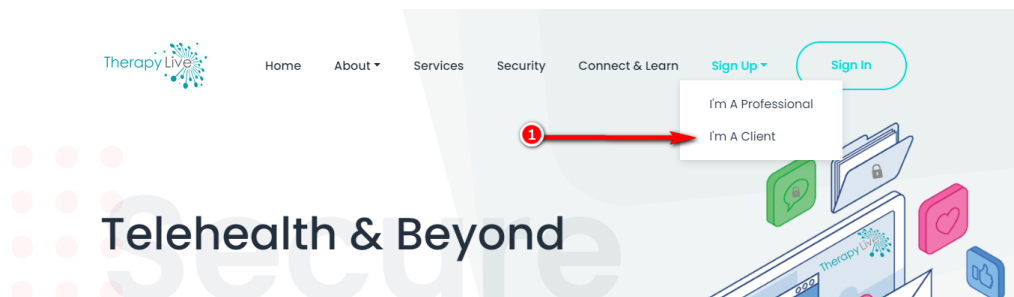 Therapy Live
Home About Services Security Connect & Learn Sign Up Sign In
I'm A Professional
1
I'm A Client
Secure
Telehealth & Beyond
Therapy Live